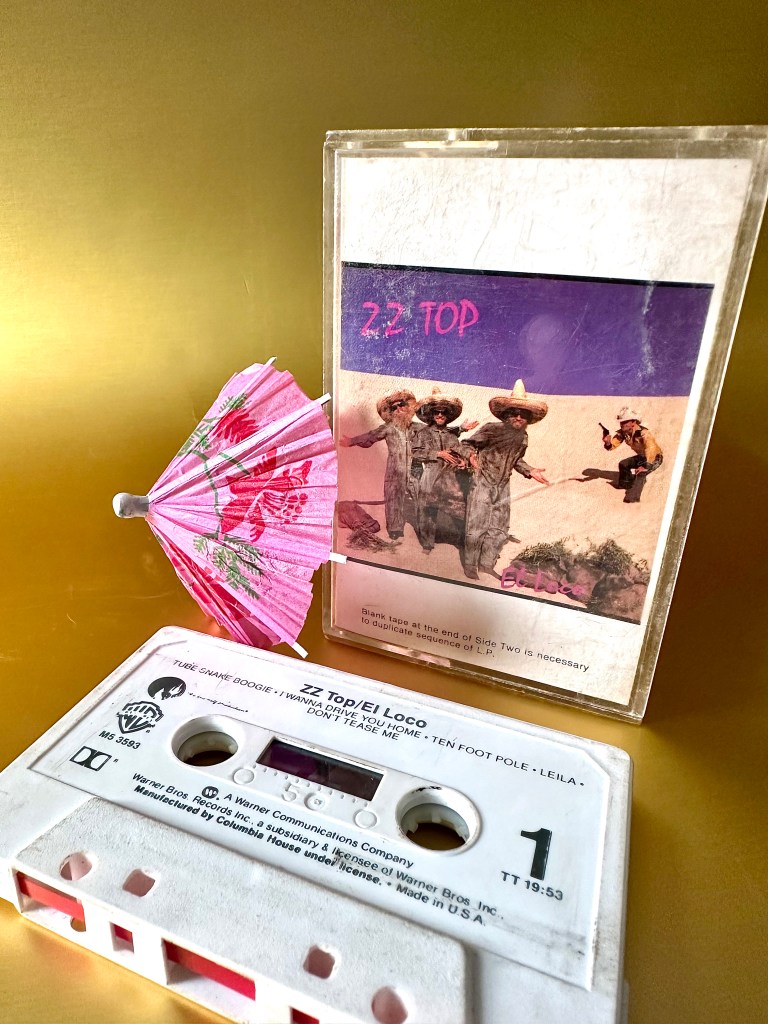 ZZ TOP
El Loco
Blank tape at the end of Side Two is necessary
to duplicate sequence of L.P.
ZZ Top/El Loco
TUBE SNAKE BOOGIE • I WANNA DRIVE YOU HOME • TEN FOOT POLE • LEILA •
DON'T TEASE ME
M5 3593
50
A Warner Communications Company
Warner Bros. Records Inc., a subsidiary & licensee of Warner Bros. Inc.,
Manufactured by Columbia House under license. • Made in U.S.A.
1
TT 19:53